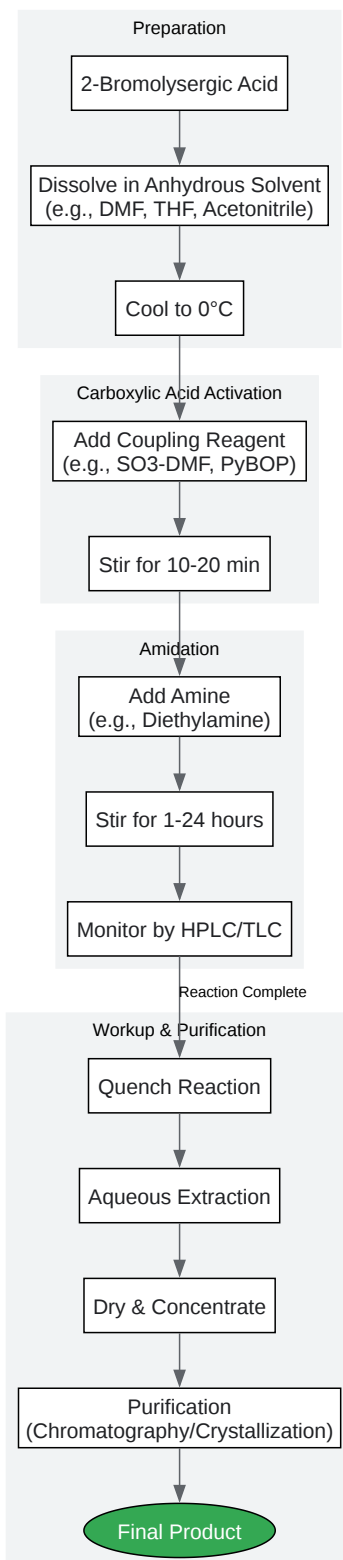 Preparation
2-Bromolysergic Acid
Dissolve in Anhydrous Solvent
(e.g., DMF, THF, Acetonitrile)
Cool to 0°C
Carboxylic Acid Activation
Add Coupling Reagent
(e.g., SO3-DMF, PyBOP)
Stir for 10-20 min
Amidation
Add Amine
(e.g., Diethylamine)
Stir for 1-24 hours
Monitor by HPLC/TLC
Reaction Complete
Workup & Purification
Quench Reaction
Aqueous Extraction
Dry & Concentrate
Purification
(Chromatography/Crystallization)
Final Product